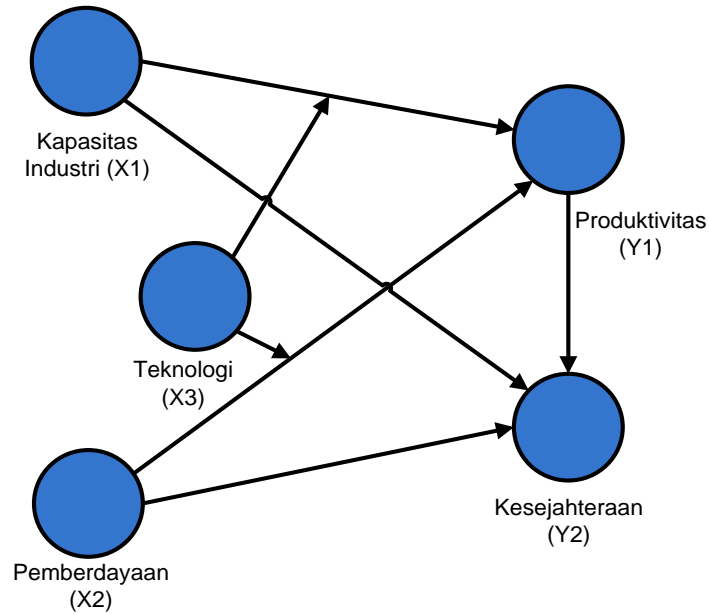 Kapasitas
Industri (X1)
Produktivitas
(Y1)
Teknologi
(X3)
Kesejahteraan
(Y2)
Pemberdayaan
(X2)